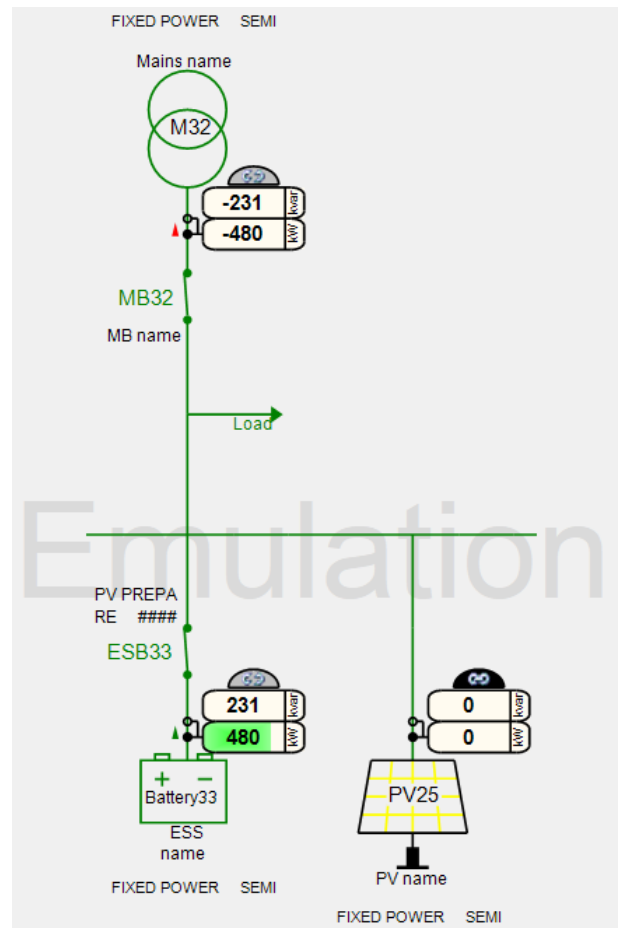 FIXED POWER SEMI
Mains name
M32
-231 kvar
-480 kW
MB32
MB name
Load
Emulation
PV PREPA
RE ####
ESB33
231 kvar
480 kW
0 kvar
0 kW
+ −
Battery33
PV25
ESS
name
PV name
FIXED POWER SEMI
FIXED POWER SEMI